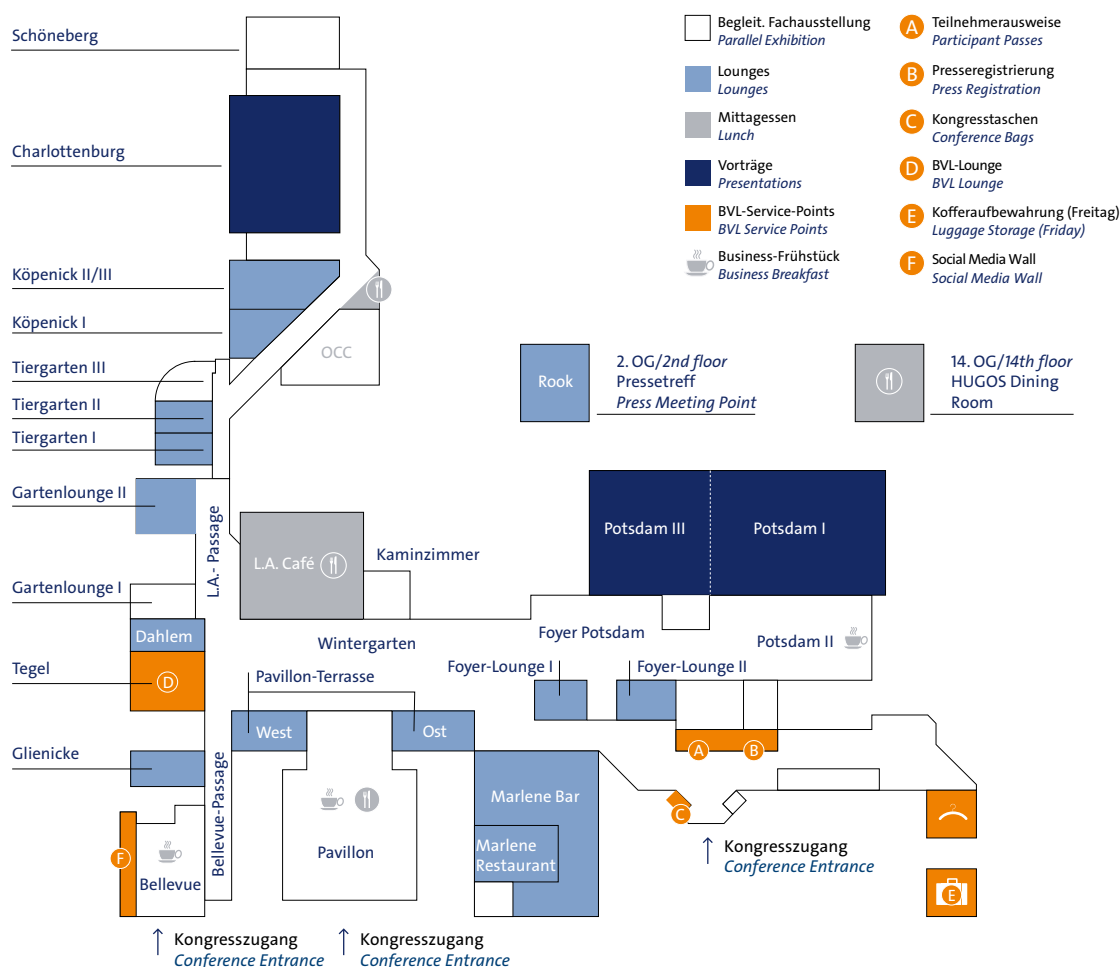 Schöneberg
Charlottenburg
Köpenick II/III
Köpenick I
Tiergarten III
Tiergarten II
Tiergarten I
Gartenlounge II
Gartenlounge I
Tegel
Glienicke
OCC
Begleit. Fachausstellung
Parallel Exhibition
Lounges
Lounges
Mittagessen
Lunch
Vorträge
Presentations
BVL-Service-Points
BVL Service Points
Business-Frühstück
Business Breakfast
A Teilnehmerausweise
Participant Passes
B Presseregistrierung
Press Registration
C Kongresstaschen
Conference Bags
D BVL-Lounge
BVL Lounge
E Kofferaufbewahrung (Freitag)
Luggage Storage (Friday)
F Social Media Wall
Social Media Wall
Rook
2. OG/2nd floor
Pressetreff
Press Meeting Point
14. OG/14th floor
HUGOS Dining
Room
L.A.- Passage
L.A. Café
Kaminzimmer
Potsdam III
Potsdam I
Dahlem
Wintergarten
Foyer Potsdam
Potsdam II
D
Pavillon-Terrasse
Foyer-Lounge I
Foyer-Lounge II
West
Ost
A
B
Bellevue-Passage
Marlene Bar
C
F
Bellevue
Pavillon
Marlene
Restaurant
Kongresszugang
Conference Entrance
E
Kongresszugang
Conference Entrance
Kongresszugang
Conference Entrance